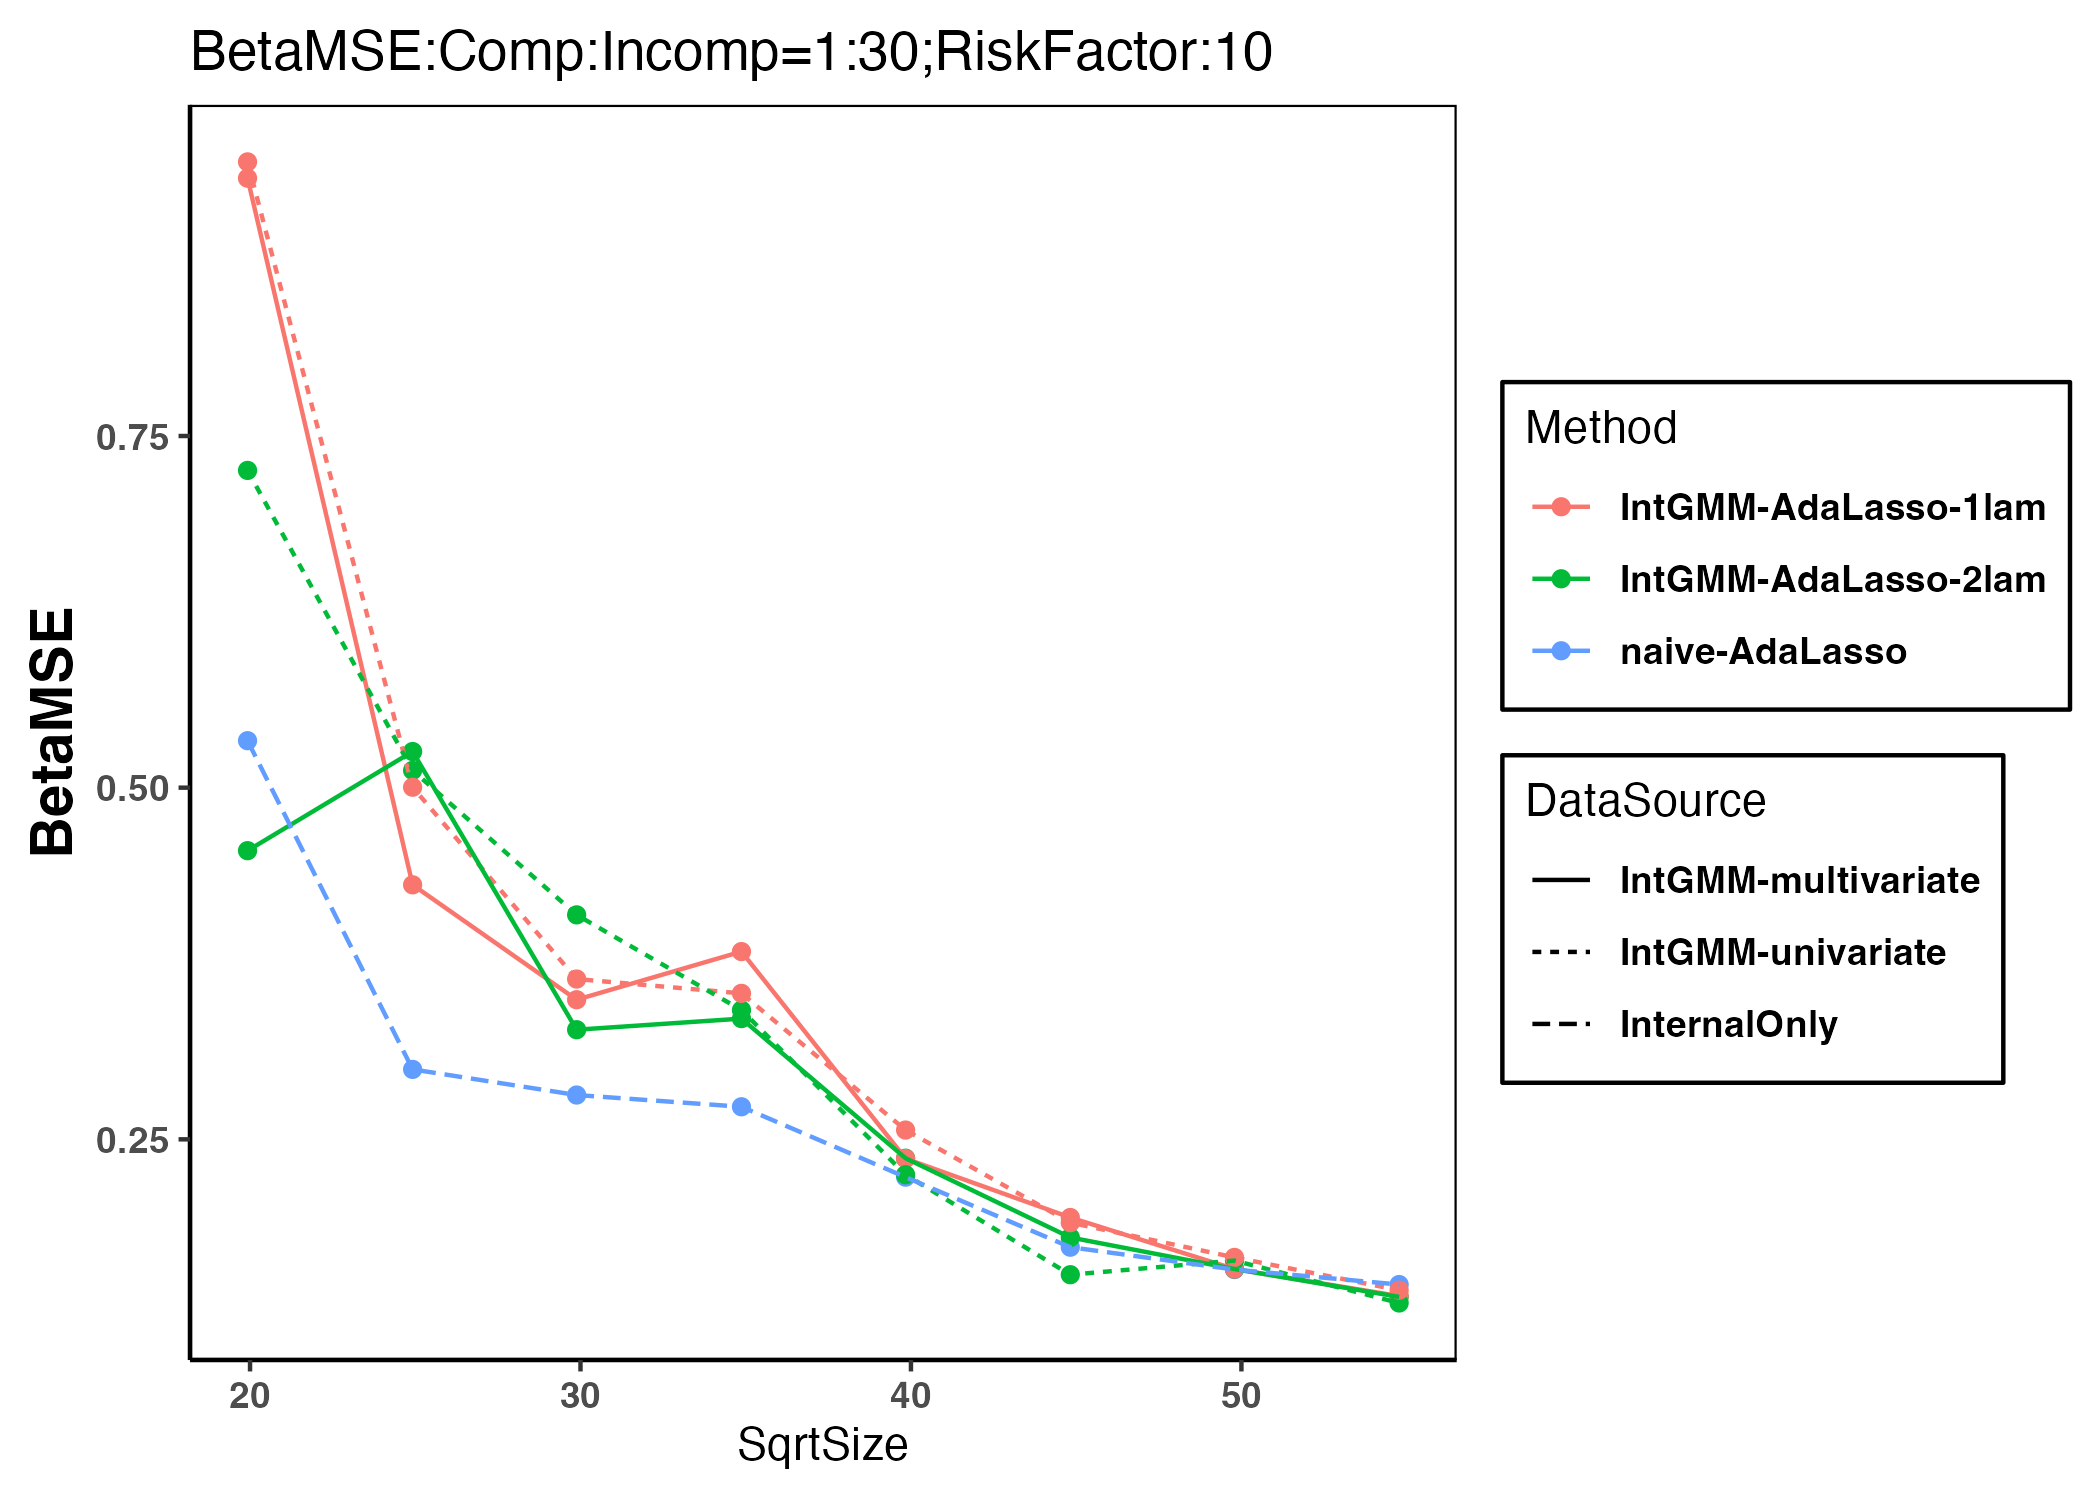 BetaMSE:Comp:Incomp=1:30;RiskFactor:10
BetaMSE
0.75
0.50
0.25
20
30
40
50
SqrtSize
Method
IntGMM-AdaLasso-1lam
IntGMM-AdaLasso-2lam
naive-AdaLasso
DataSource
IntGMM-multivariate
IntGMM-univariate
InternalOnly